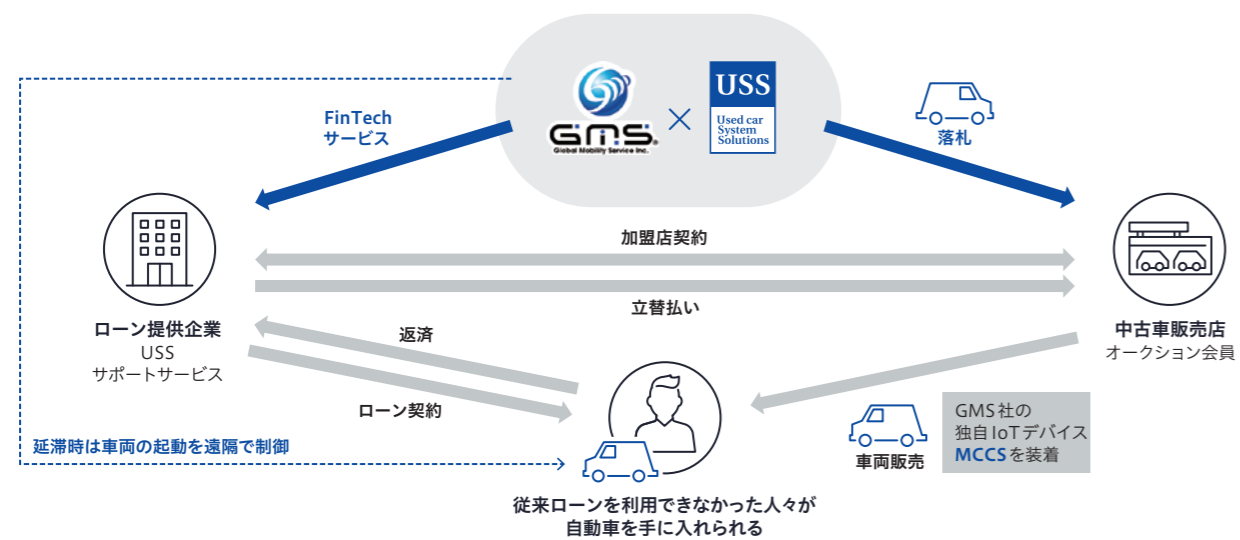 GMS
Global Mobility Service Inc.
×
USS
Used car
System
Solutions
FinTech
サービス
落札
加盟店契約
立替払い
ローン提供企業
USS
サポートサービス
中古車販売店
オークション会員
返済
ローン契約
延滞時は車両の起動を遠隔で制御
車両販売
GMS社の
独自IoTデバイス
MCCSを装着
従来ローンを利用できなかった人々が
自動車を手に入れられる